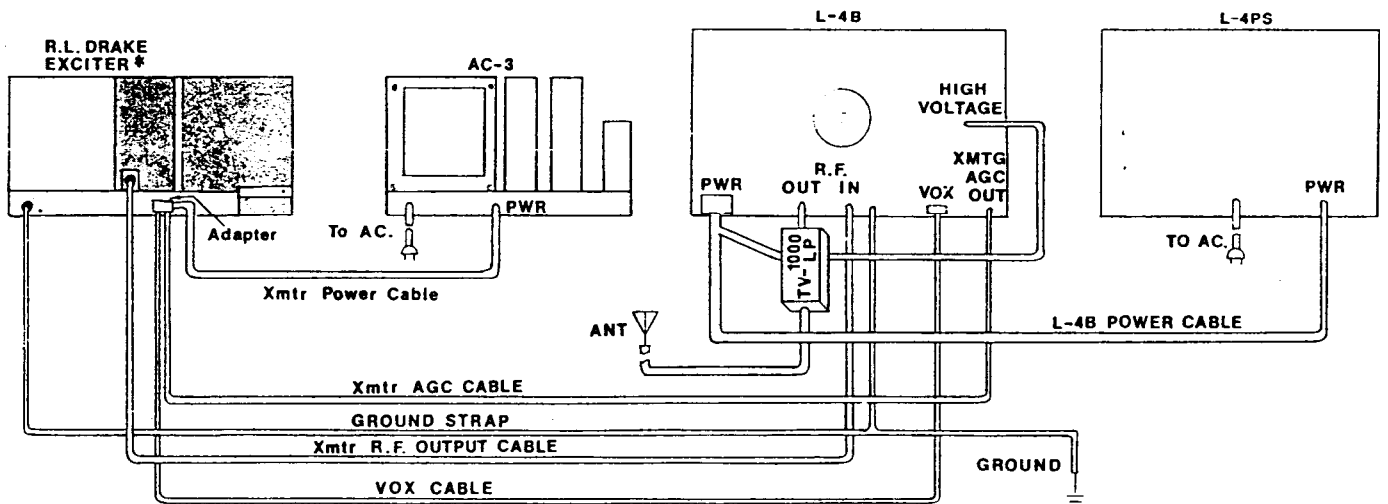 L-4B
L-4PS
R.L. DRAKE
EXCITER*
AC-3
HIGH
VOLTAGE
XMTG
AGC
OUT
R.F.
OUT IN
PWR
VOX
PWR
PWR
Adapter
To AC.
TO AC.
1000
TV-LP
Xmtr Power Cable
ANT
L-4B POWER CABLE
Xmtr AGC CABLE
GROUND STRAP
Xmtr R.F. OUTPUT CABLE
GROUND
VOX CABLE